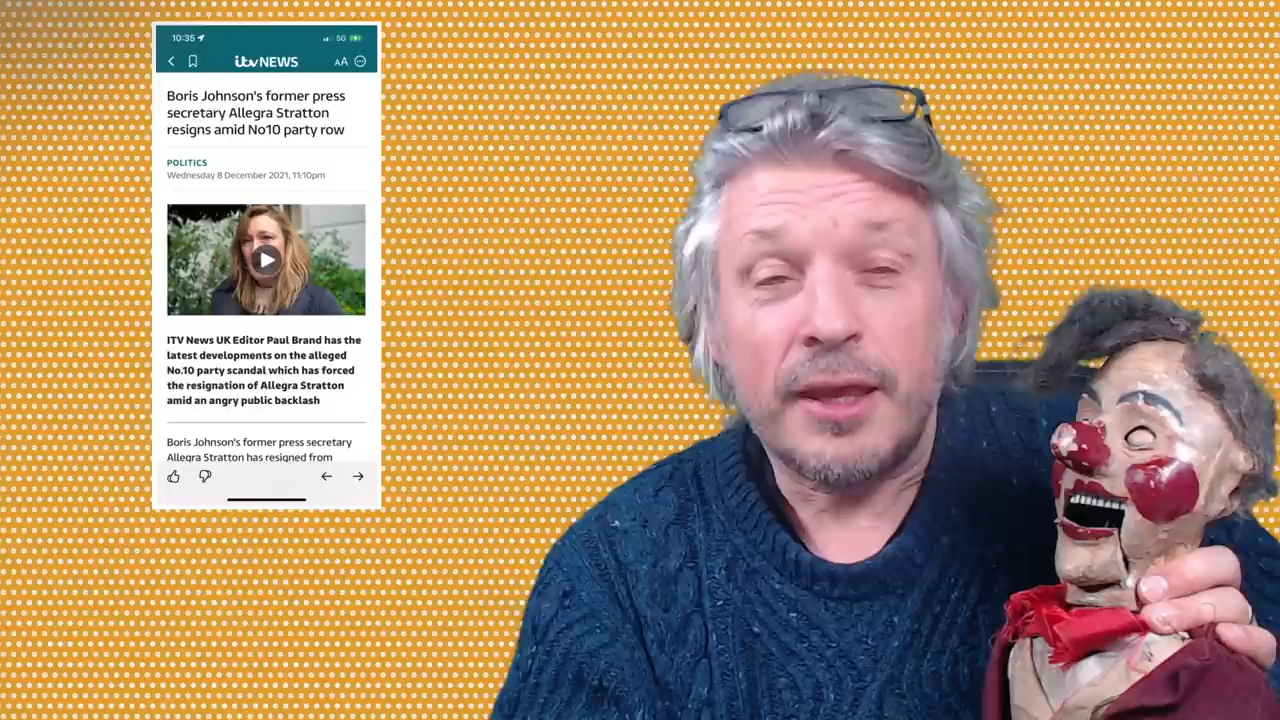 10:35
5G
itv NEWS
AA
Boris Johnson's former press
secretary Allegra Stratton
resigns amid No10 party row
POLITICS
Wednesday 8 December 2021, 11:10pm
ITV News UK Editor Paul Brand has the
latest developments on the alleged
No.10 party scandal which has forced
the resignation of Allegra Stratton
amid an angry public backlash
Boris Johnson's former press secretary
Allegra Stratton has resigned from